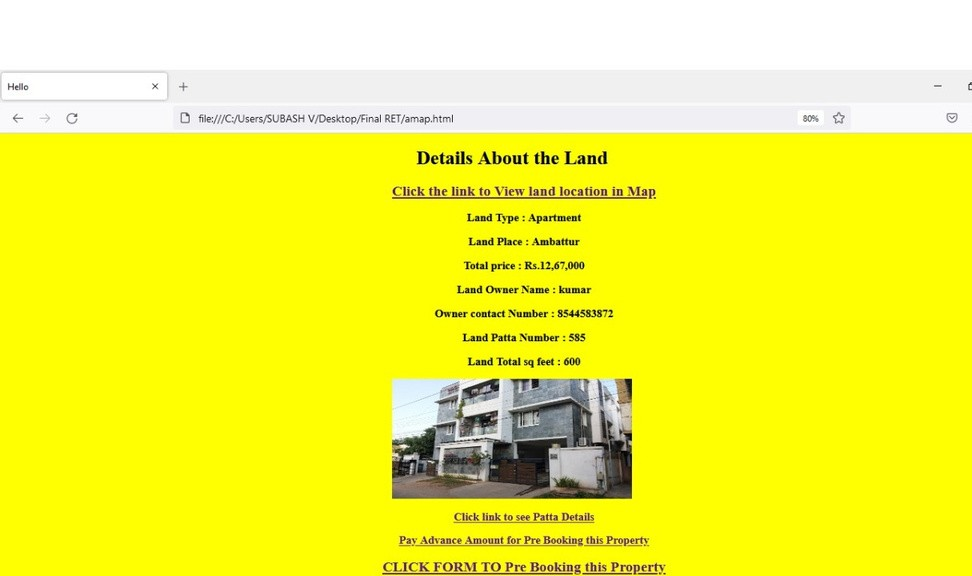 Hello
file:///C:/Users/SUBASH V/Desktop/Final RET/amap.html
80%
Details About the Land
Click the link to View land location in Map
Land Type : Apartment
Land Place : Ambattur
Total price : Rs.12,67,000
Land Owner Name : kumar
Owner contact Number : 8544583872
Land Patta Number : 585
Land Total sq feet : 600
Click link to see Patta Details
Pay Advance Amount for Pre Booking this Property
CLICK FORM TO Pre Booking this Property